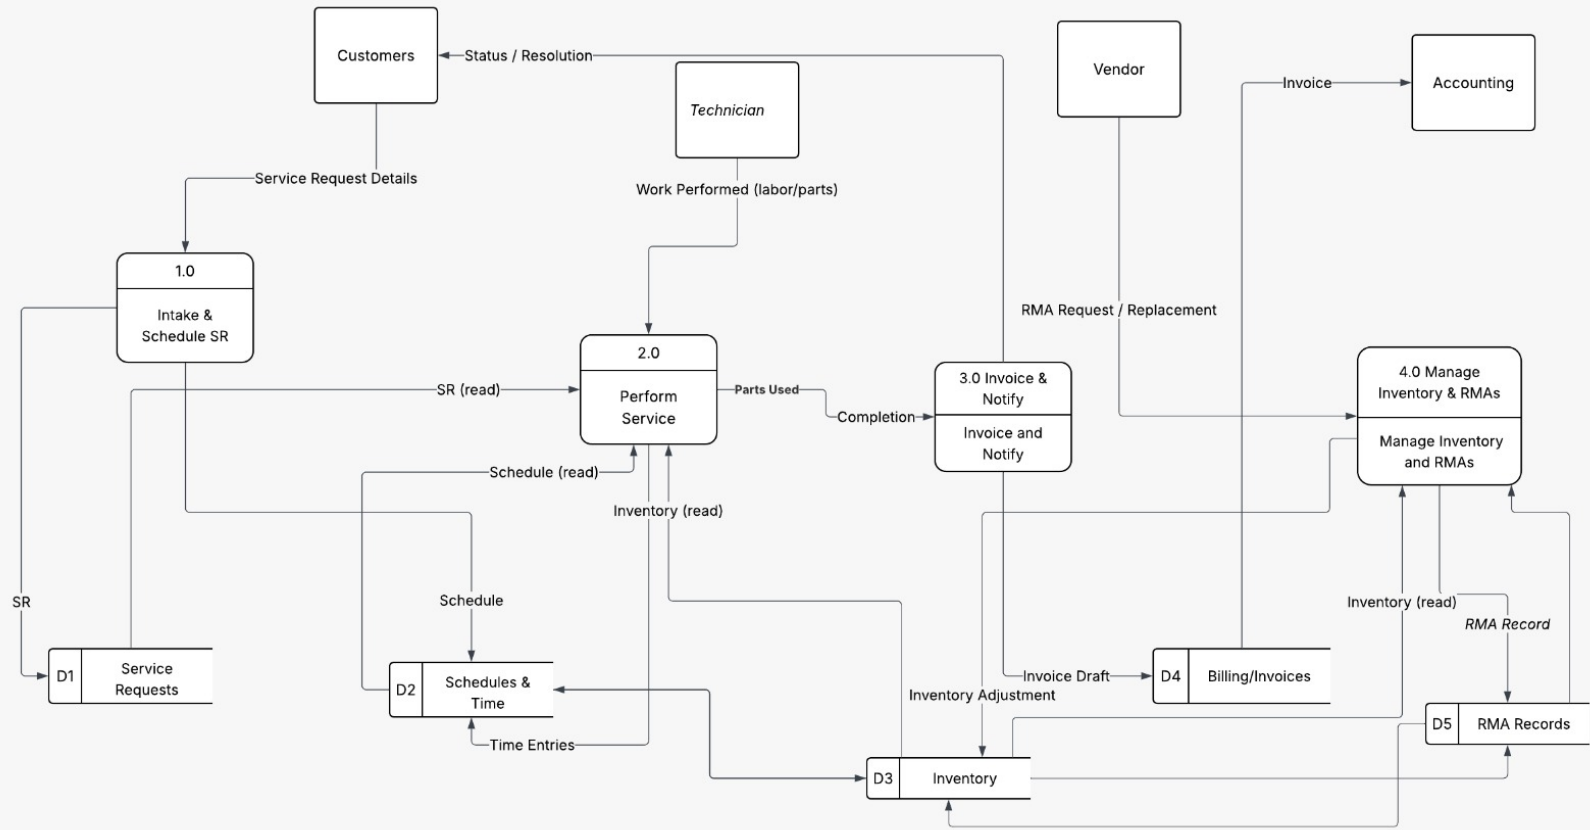 Customers
Status / Resolution
Technician
Vendor
Invoice
Accounting
Service Request Details
Work Performed (labor/parts)
1.0
Intake &
Schedule SR
RMA Request / Replacement
2.0
Perform
Service
SR (read)
Parts Used
Completion
3.0 Invoice &
Notify
Invoice and
Notify
4.0 Manage
Inventory & RMAs
Manage Inventory
and RMAs
Schedule (read)
Inventory (read)
SR
Schedule
Inventory (read)
RMA Record
D1
Service
Requests
D2
Schedules &
Time
Invoice Draft
Inventory Adjustment
D4
Billing/Invoices
D5
RMA Records
Time Entries
D3
Inventory